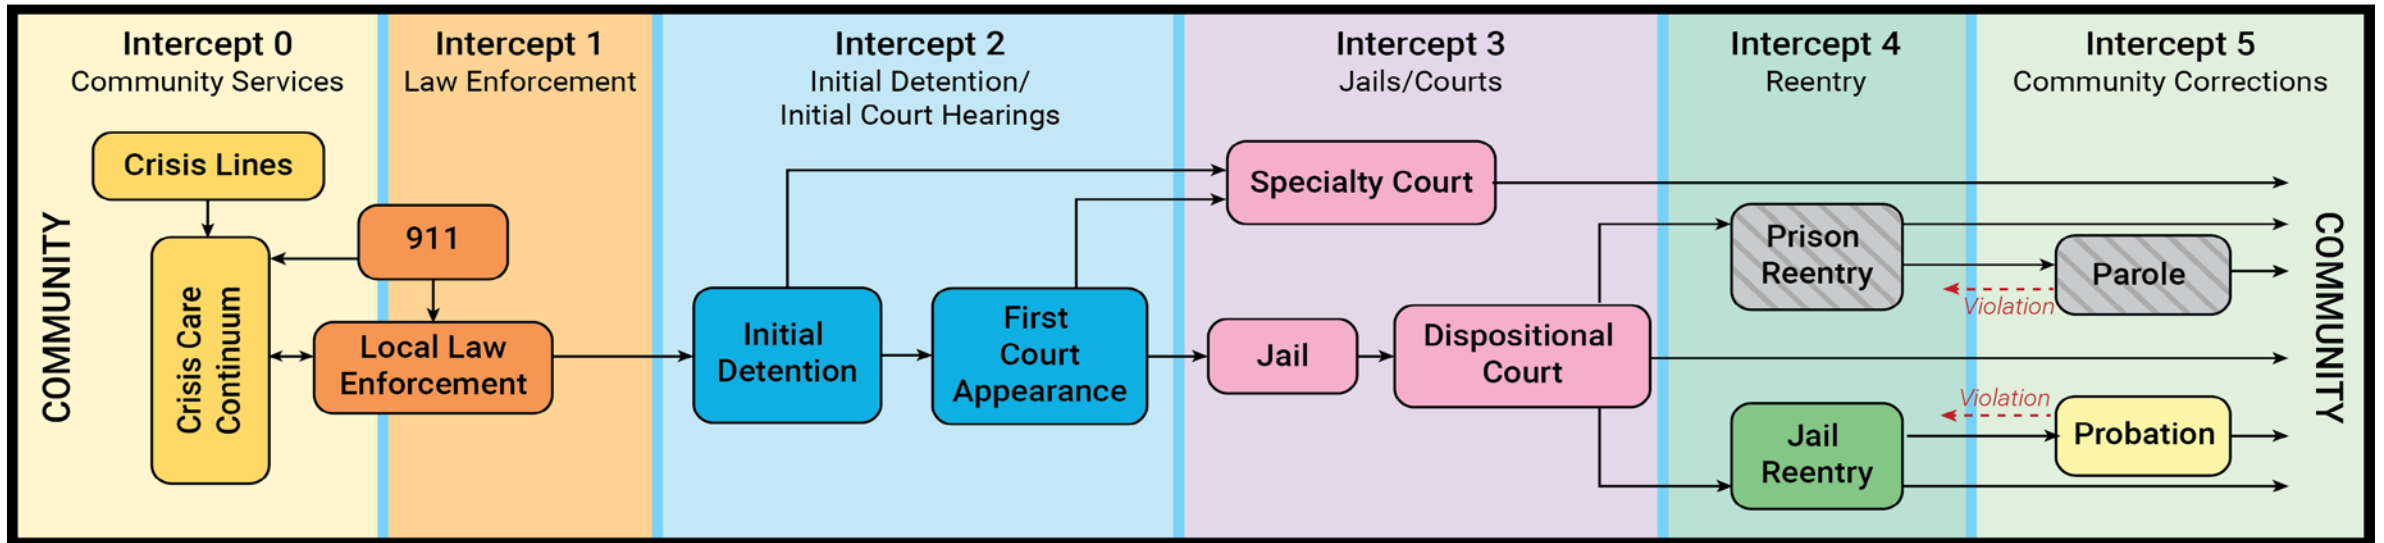 Intercept 0
Community Services
Intercept 1
Law Enforcement
Intercept 2
Initial Detention/
Initial Court Hearings
Intercept 3
Jails/Courts
Intercept 4
Reentry
Intercept 5
Community Corrections
COMMUNITY
Crisis Lines
Crisis Care
Continuum
911
Local Law
Enforcement
Initial
Detention
First
Court
Appearance
Specialty Court
Jail
Dispositional
Court
Prison
Reentry
Parole
Violation
Jail
Reentry
Violation
Probation
COMMUNITY